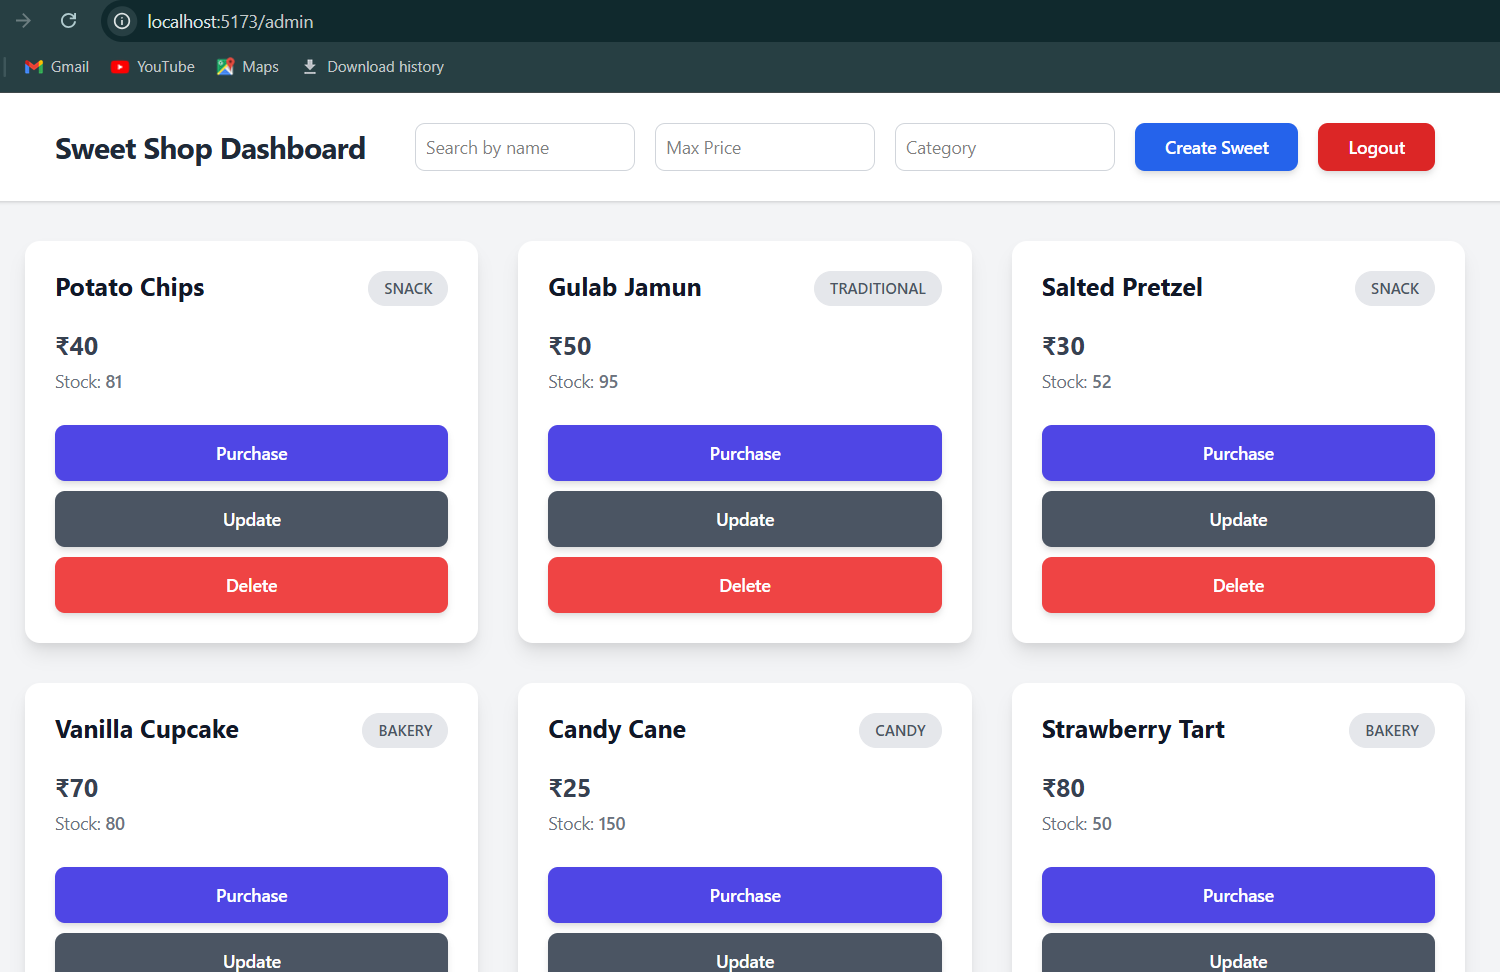 localhost:5173/admin
Gmail YouTube Maps Download history
Sweet Shop Dashboard Search by name Max Price Category Create Sweet Logout
Potato Chips SNACK
₹40
Stock: 81
Purchase
Update
Delete
Gulab Jamun TRADITIONAL
₹50
Stock: 95
Purchase
Update
Delete
Salted Pretzel SNACK
₹30
Stock: 52
Purchase
Update
Delete
Vanilla Cupcake BAKERY
₹70
Stock: 80
Purchase
Update
Candy Cane CANDY
₹25
Stock: 150
Purchase
Update
Strawberry Tart BAKERY
₹80
Stock: 50
Purchase
Update